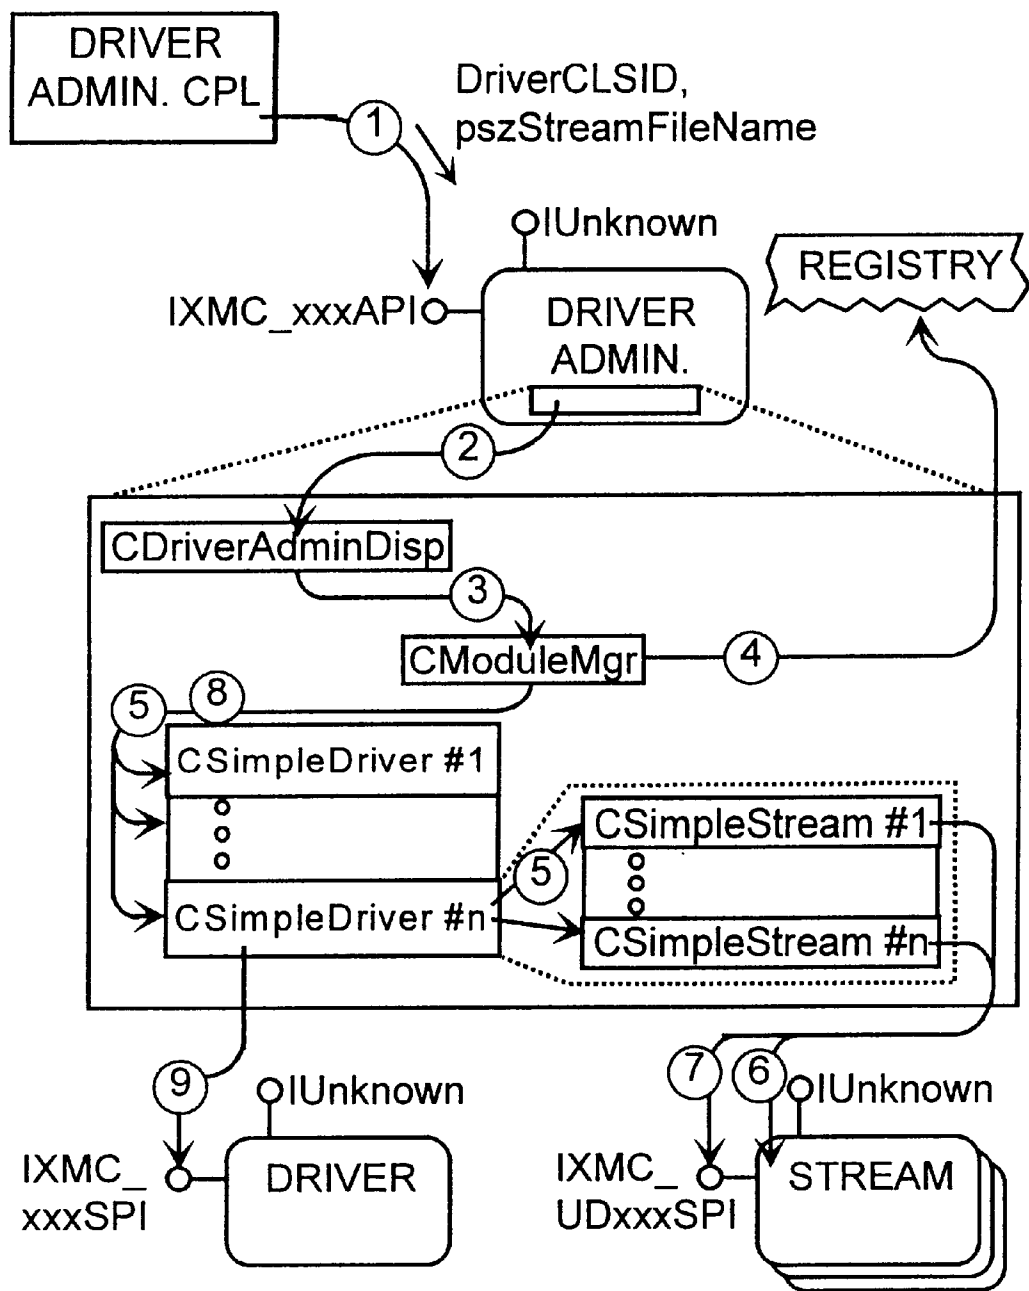 DRIVER
ADMIN. CPL
DriverCLSID,
pszStreamFileName
1
IUnknown
REGISTRY
IXMC_xxxAPI
DRIVER
ADMIN.
2
CDriverAdminDisp
3
CModuleMgr
4
5
8
CSimpleDriver #1
CSimpleStream #1
5
CSimpleDriver #n
CSimpleStream #n
9
7
6
IUnknown
IUnknown
IXMC_
xxxSPI
DRIVER
IXMC_
UDxxxSPI
STREAM